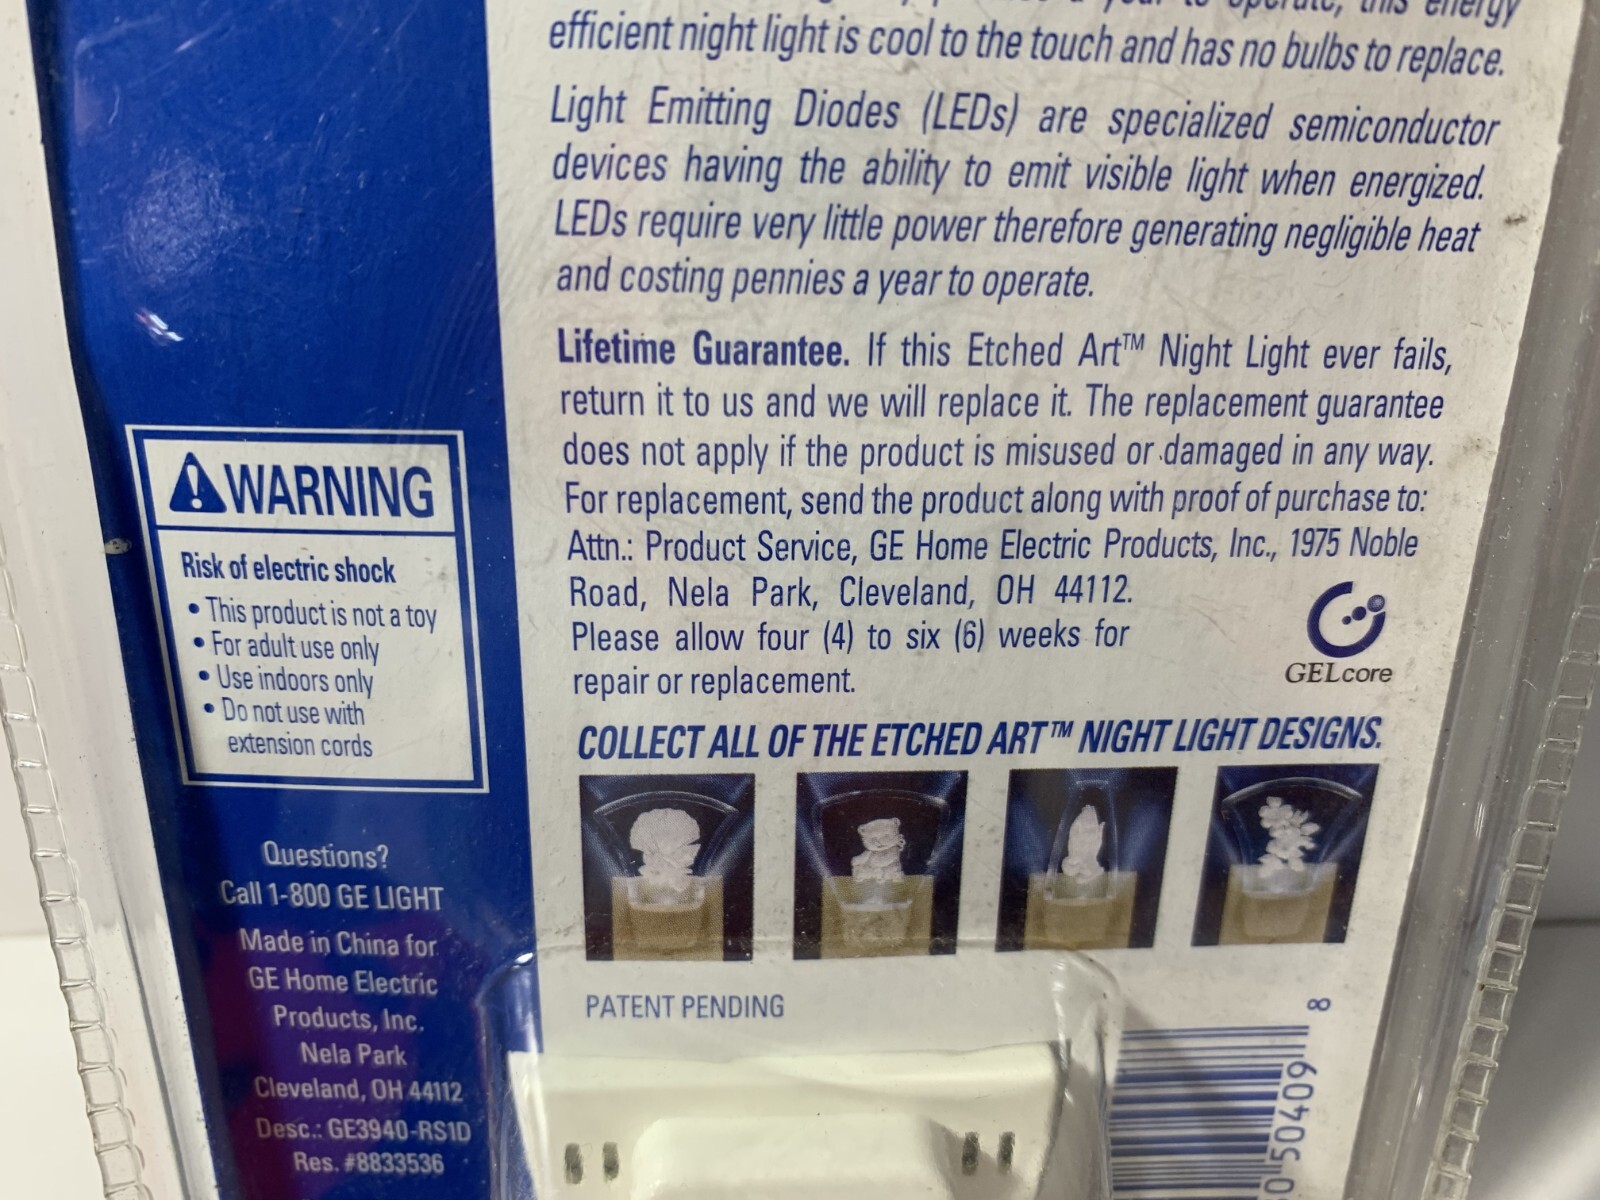 a year to operate, this energy
efficient night light is cool to the touch and has no bulbs to replace.
Light Emitting Diodes (LEDs) are specialized semiconductor
devices having the ability to emit visible light when energized.
LEDs require very little power therefore generating negligible heat
and costing pennies a year to operate.
Lifetime Guarantee. If this Etched Art™ Night Light ever fails,
return it to us and we will replace it. The replacement guarantee
does not apply if the product is misused or damaged in any way.
For replacement, send the product along with proof of purchase to:
Attn.: Product Service, GE Home Electric Products, Inc., 1975 Noble
Road, Nela Park, Cleveland, OH 44112.
Please allow four (4) to six (6) weeks for
repair or replacement.
GELcore
COLLECT ALL OF THE ETCHED ART™ NIGHT LIGHT DESIGNS.
PATENT PENDING
WARNING
Risk of electric shock
• This product is not a toy
• For adult use only
• Use indoors only
• Do not use with
extension cords
Questions?
Call 1-800 GE LIGHT
Made in China for
GE Home Electric
Products, Inc.
Nela Park
Cleveland, OH 44112
Desc.: GE3940-RS1D
Res. #8833536
50409
8